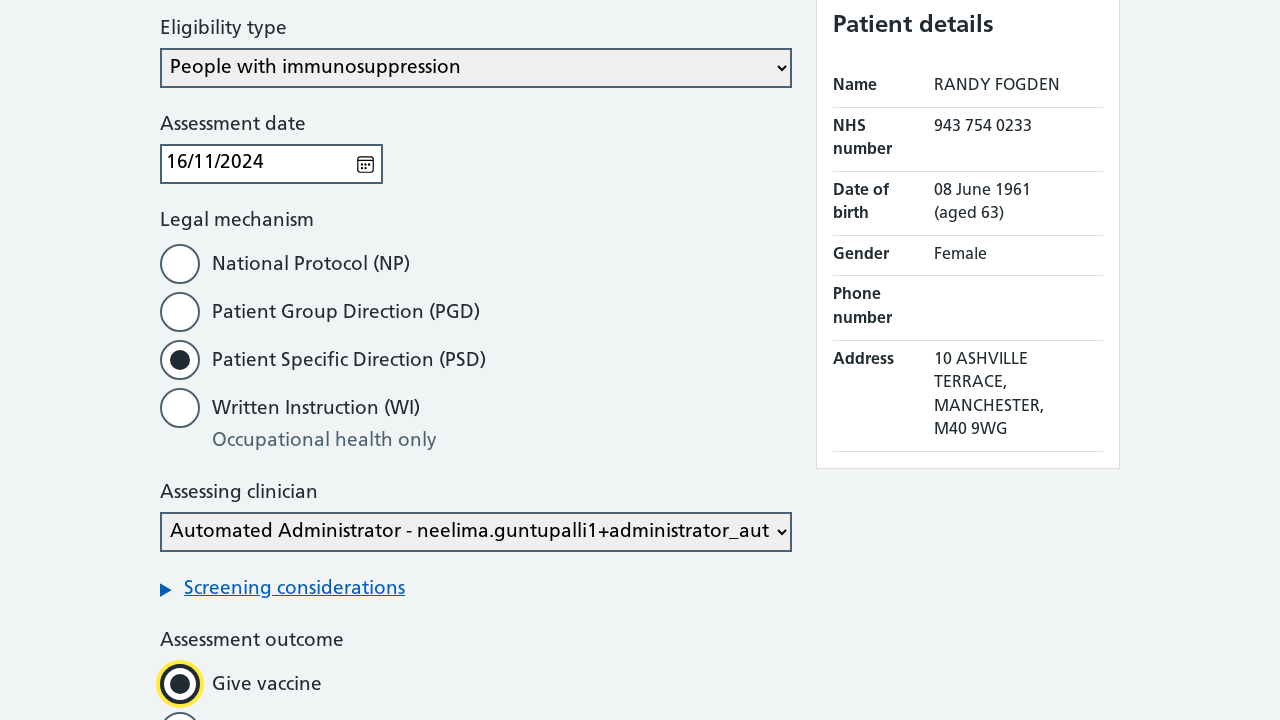 Eligibility type
People with immunosuppression
Assessment date
16/11/2024
Legal mechanism
National Protocol (NP)
Patient Group Direction (PGD)
Patient Specific Direction (PSD)
Written Instruction (WI)
Occupational health only
Assessing clinician
Automated Administrator - neelima.guntupalli1+administrator_aut
Screening considerations
Assessment outcome
Give vaccine
Patient details
Name RANDY FOGDEN
NHS number 943 754 0233
Date of birth 08 June 1961 (aged 63)
Gender Female
Phone number
Address 10 ASHVILLE
TERRACE,
MANCHESTER,
M40 9WG